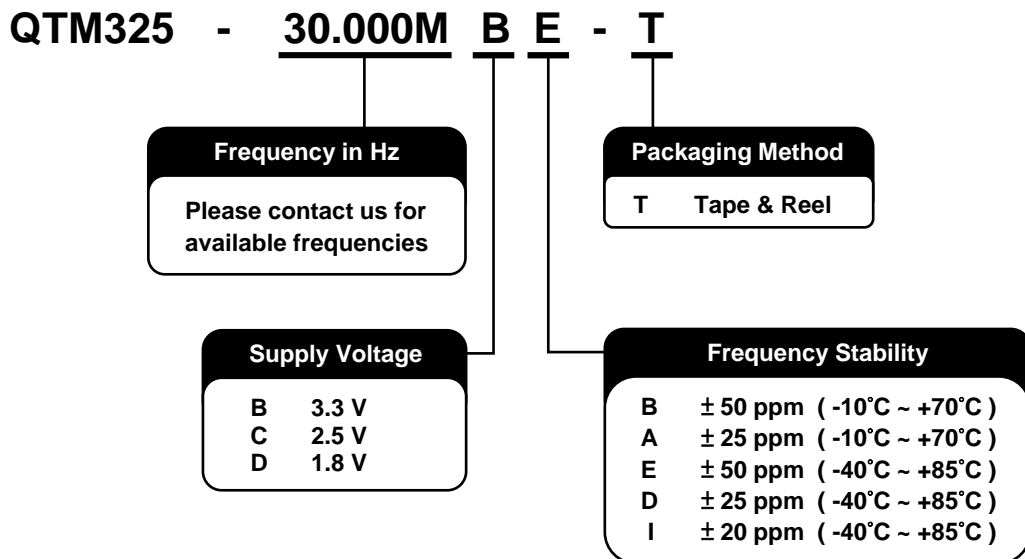 QTM325 - 30.000M B E - T
Frequency in Hz
Please contact us for
available frequencies
Packaging Method
T Tape & Reel
Supply Voltage
B 3.3 V
C 2.5 V
D 1.8 V
Frequency Stability
B ± 50 ppm ( -10°C ~ +70°C )
A ± 25 ppm ( -10°C ~ +70°C )
E ± 50 ppm ( -40°C ~ +85°C )
D ± 25 ppm ( -40°C ~ +85°C )
I ± 20 ppm ( -40°C ~ +85°C )